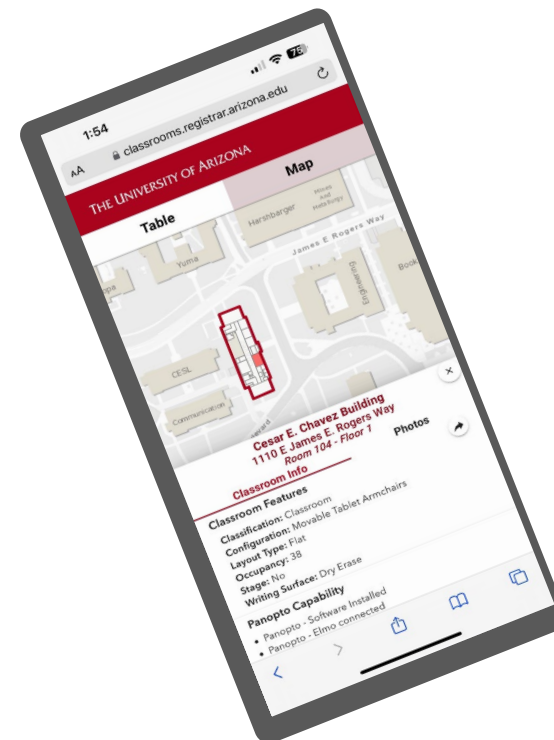 1:54
75
AA classrooms.registrar.arizona.edu
THE UNIVERSITY OF ARIZONA
Table Map
Harshbarger
Mines
And
Metallurgy
James E Rogers Way
Yuma
Engineering
Book
CESL
Communication
Cesar E. Chavez Building
1110 E James E. Rogers Way
Room 104 - Floor 1
Classroom Info Photos
Classroom Features
Classification: Classroom
Configuration: Movable Tablet Armchairs
Layout Type: Flat
Occupancy: 38
Stage: No
Writing Surface: Dry Erase
Panopto Capability
• Panopto - Software Installed
• Panopto - Elmo connected